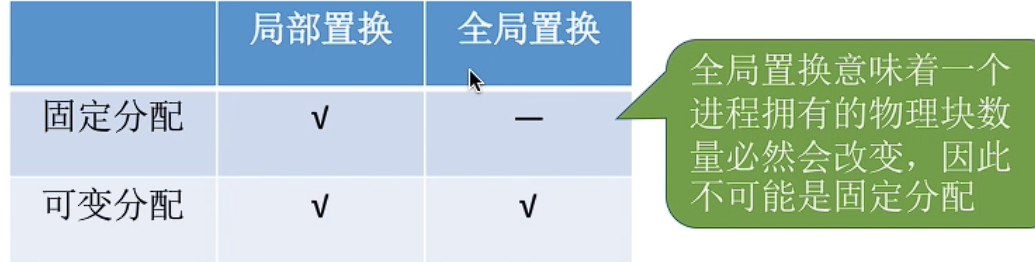 局部置换 全局置换
固定分配 √ —
可变分配 √ √
全局置换意味着一个
进程拥有的物理块数
量必然会改变，因此
不可能是固定分配